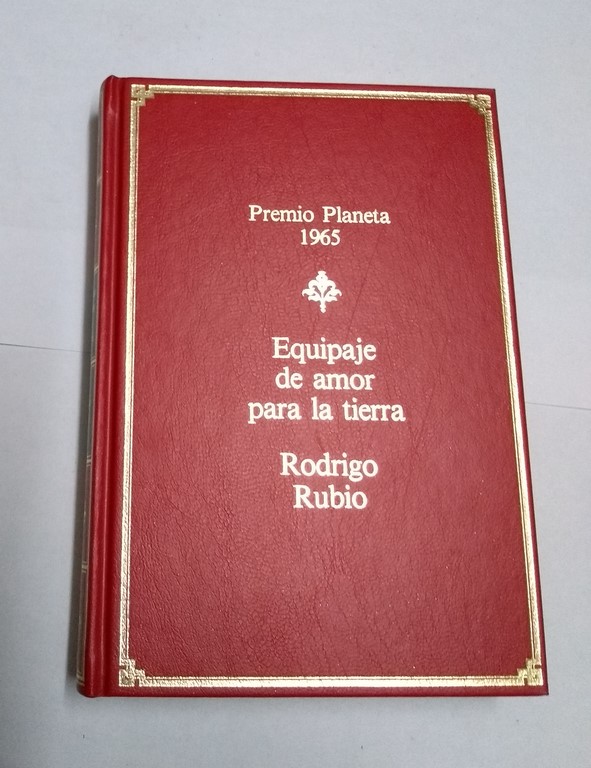 Premio Planeta
1965
Equipaje
de amor
para la tierra
Rodrigo
Rubio